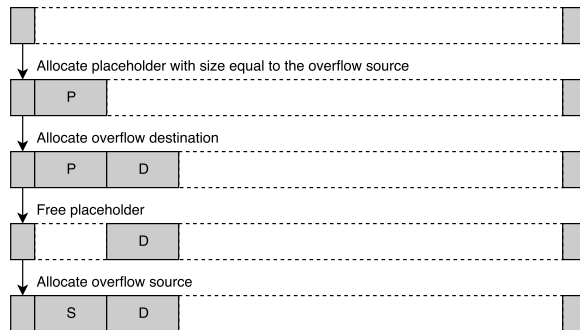 Allocate placeholder with size equal to the overflow source
P
Allocate overflow destination
P D
Free placeholder
D
Allocate overflow source
S D